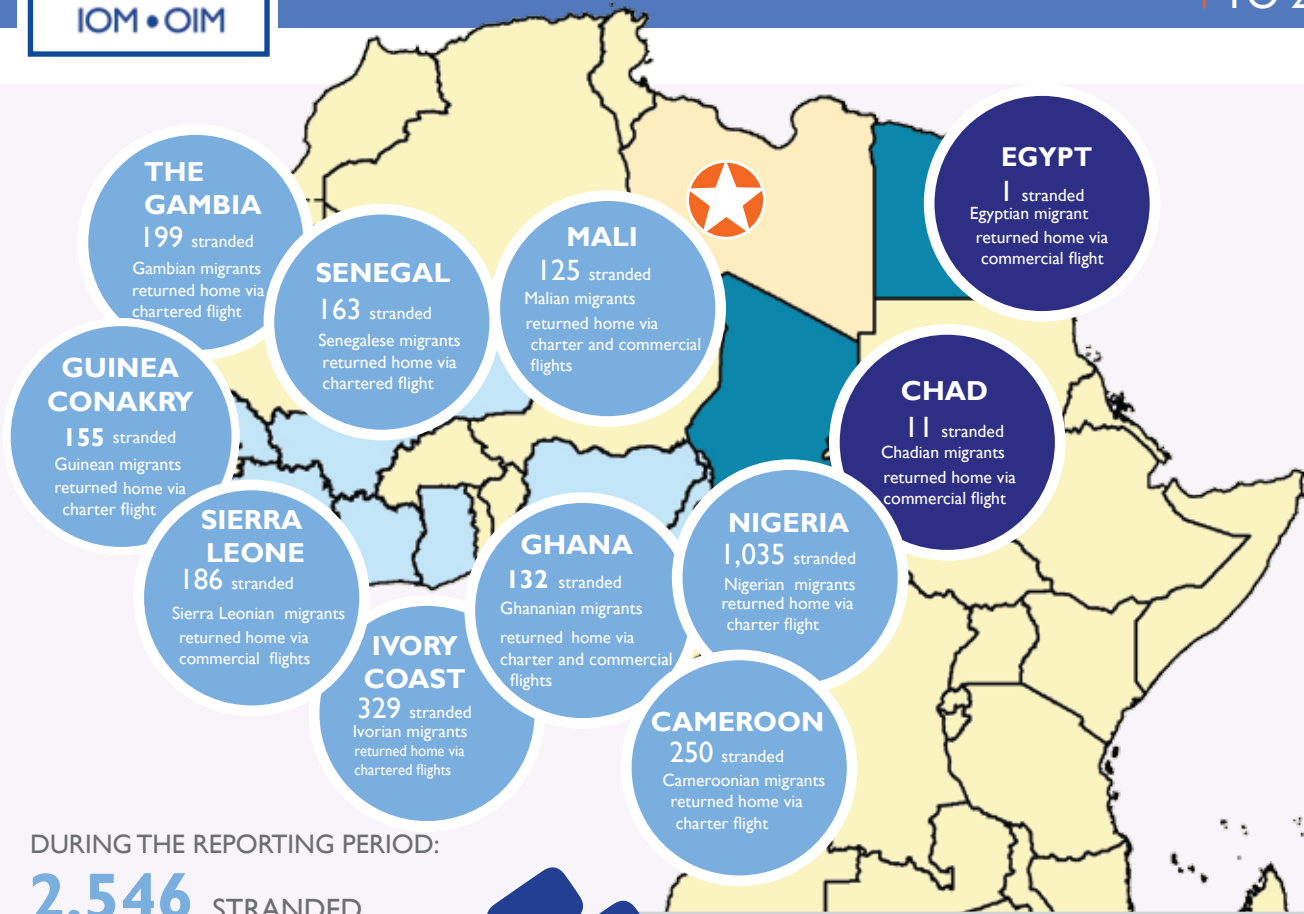 IOM • OIM
TO 2
THE
GAMBIA
199 stranded
Gambian migrants
returned home via
chartered flight
SENEGAL
163 stranded
Senegalese migrants
returned home via
chartered flight
MALI
125 stranded
Malian migrants
returned home via
charter and commercial
flights
EGYPT
1 stranded
Egyptian migrant
returned home via
commercial flight
GUINEA
CONAKRY
155 stranded
Guinean migrants
returned home via
charter flight
CHAD
11 stranded
Chadian migrants
returned home via
commercial flight
SIERRA
LEONE
186 stranded
Sierra Leonian migrants
returned home via
commercial flights
GHANA
132 stranded
Ghananian migrants
returned home via
charter and commercial
flights
NIGERIA
1,035 stranded
Nigerian migrants
returned home via
charter flight
IVORY
COAST
329 stranded
Ivorian migrants
returned home via
chartered flights
CAMEROON
250 stranded
Cameroonian migrants
returned home via
charter flight
DURING THE REPORTING PERIOD:
2,546 STRANDED